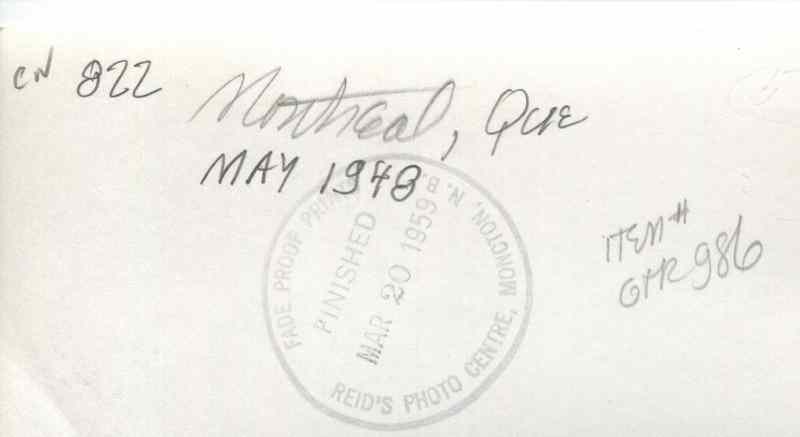 CN 822
Montreal, Que
MAY 1948
FADE PROOF PRINT
N. B.
FINISHED
MAR 20 1959
REID'S PHOTO CENTRE, MONCTON,
ITEM #
GTR 986